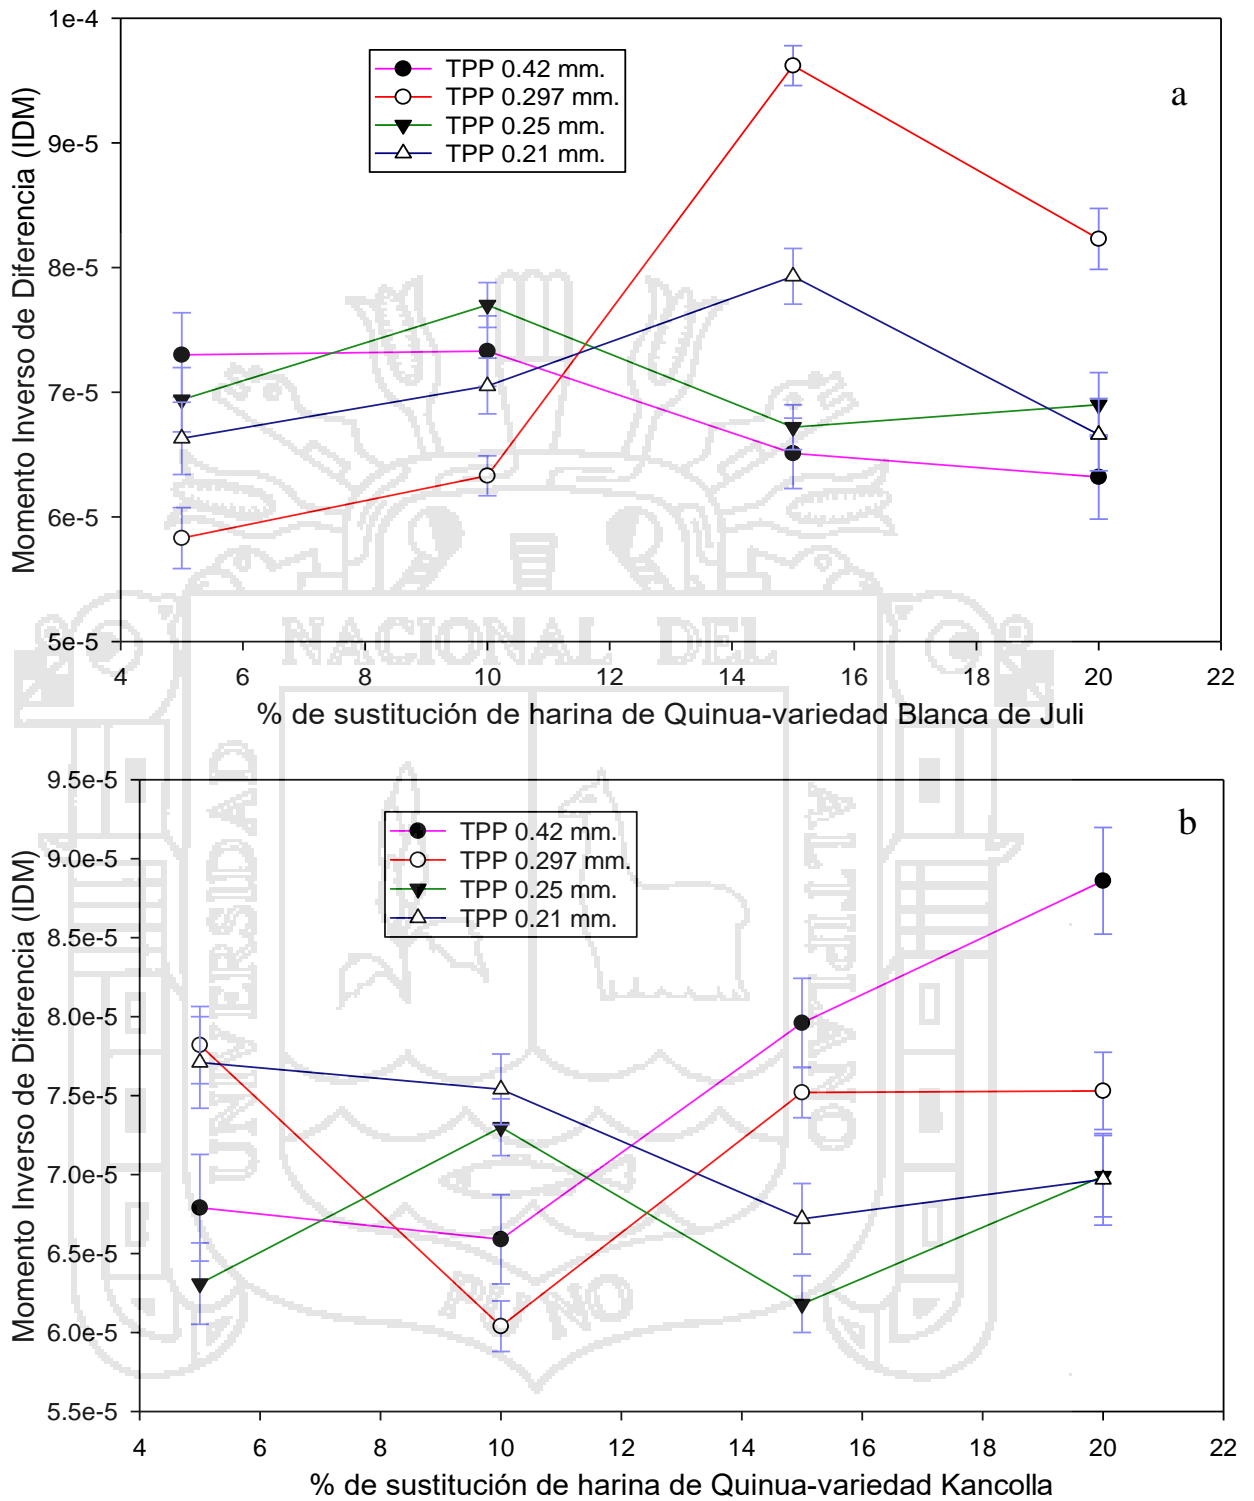 1e-4
9e-5
8e-5
7e-5
6e-5
5e-5
Momento Inverso de Diferencia (IDM)
TPP 0.42 mm.
TPP 0.297 mm.
TPP 0.25 mm.
TPP 0.21 mm.
a
NACIONAL DEL
4 6 8 10 12 14 16 18 20 22
% de sustitución de harina de Quinua-variedad Blanca de Juli
UNIVERSIDAD
ALTIPLANO
PUNO
9.5e-5
9.0e-5
8.5e-5
8.0e-5
7.5e-5
7.0e-5
6.5e-5
6.0e-5
5.5e-5
Momento Inverso de Diferencia (IDM)
TPP 0.42 mm.
TPP 0.297 mm.
TPP 0.25 mm.
TPP 0.21 mm.
b
4 6 8 10 12 14 16 18 20 22
% de sustitución de harina de Quinua-variedad Kancolla